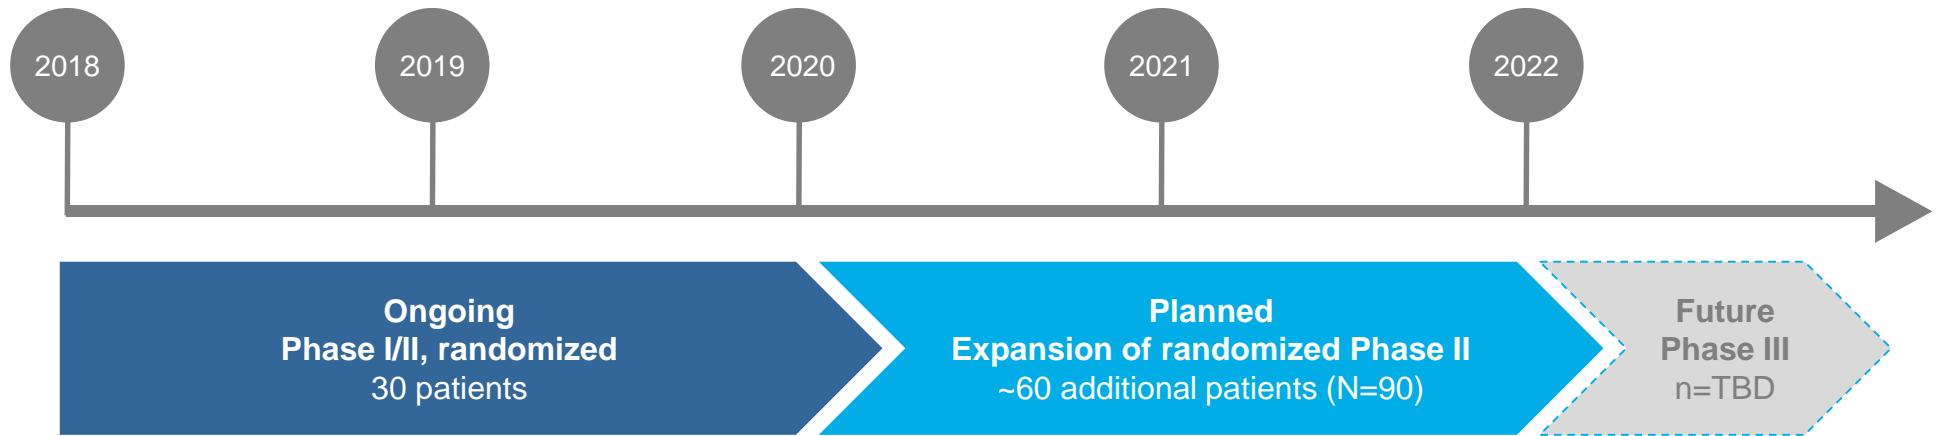 2018
2019
2020
2021
2022
Ongoing
Phase I/II, randomized
30 patients
Planned
Expansion of randomized Phase II
~60 additional patients (N=90)
Future
Phase III
n=TBD